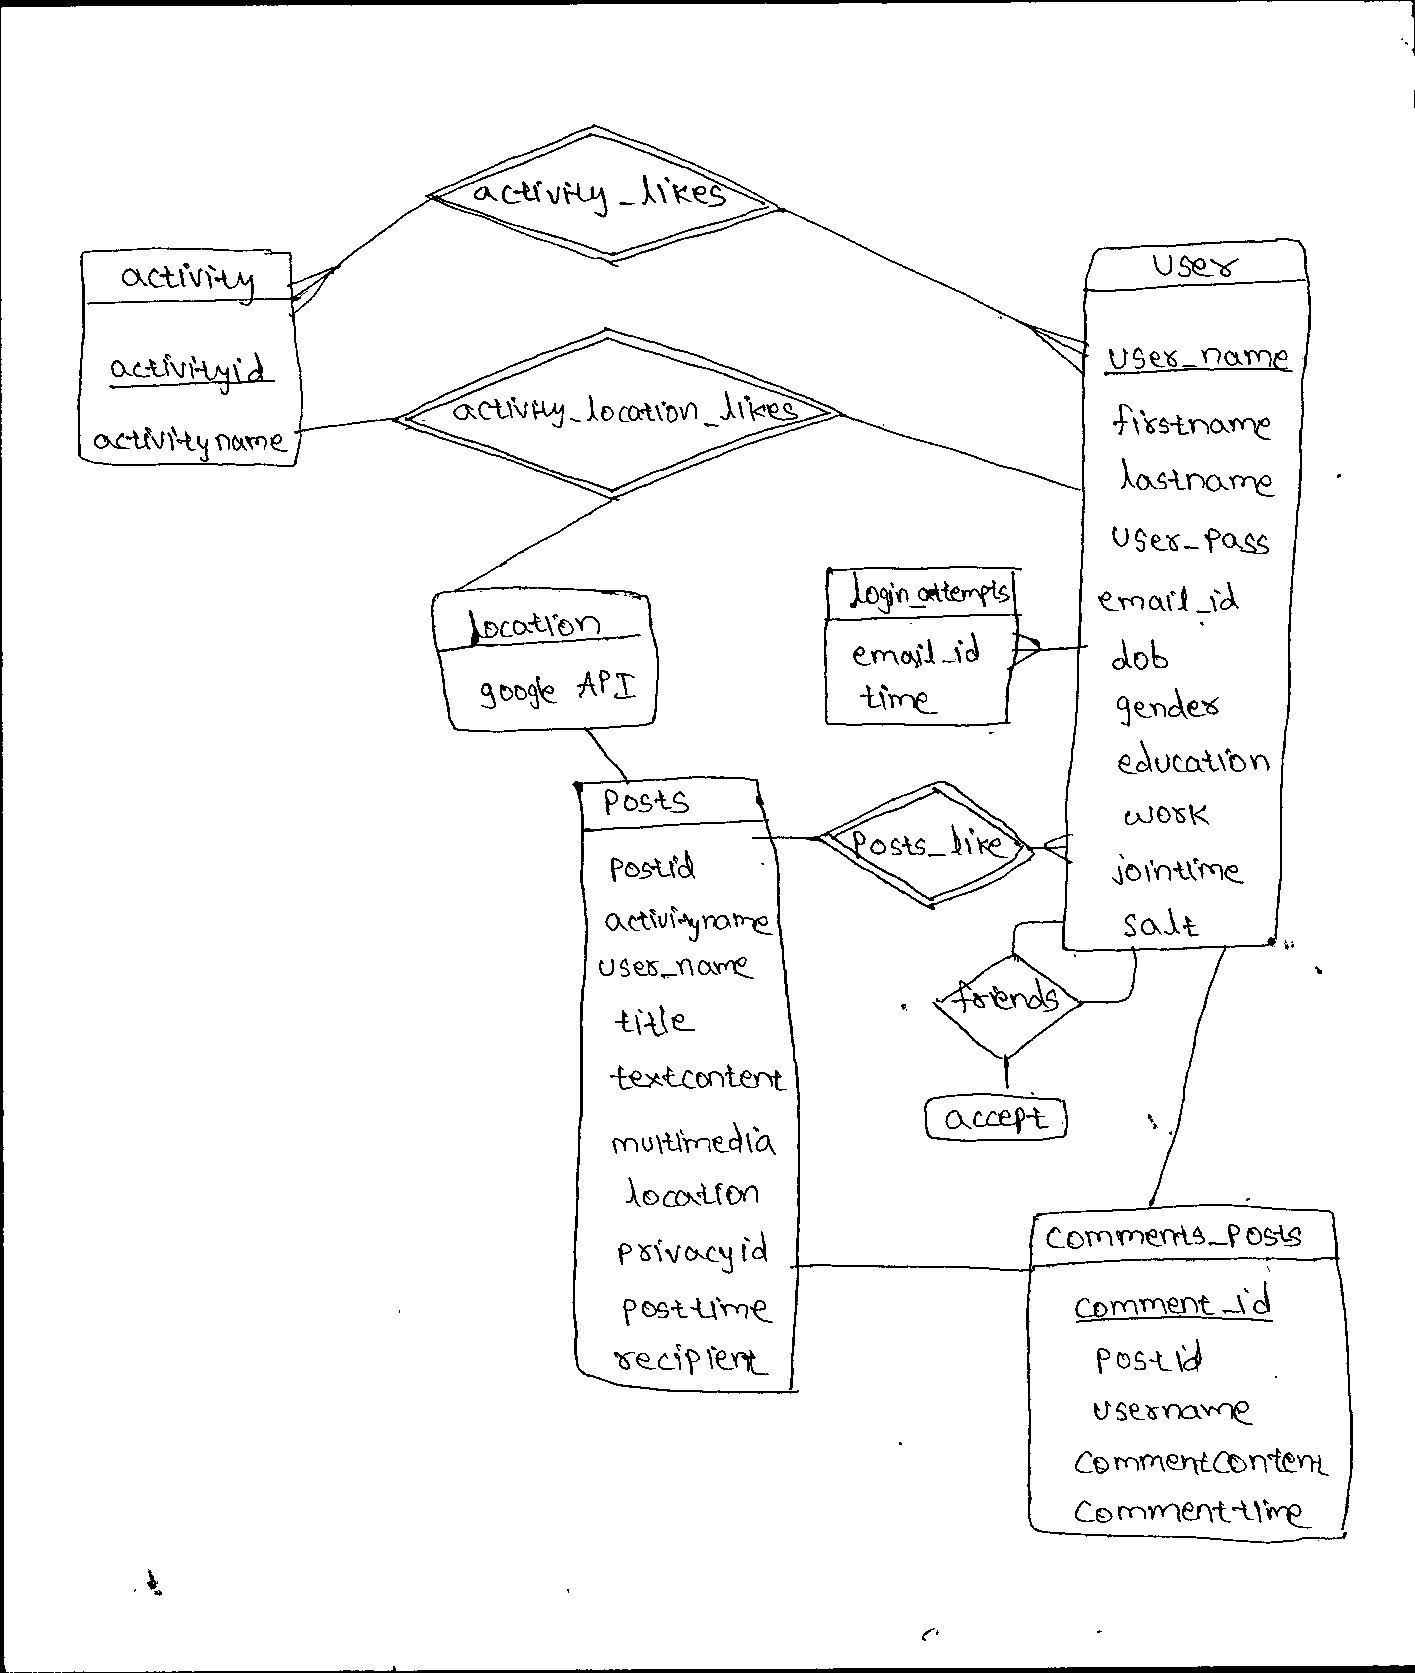 activity_likes
activity
activityid
activityname
activity_location_likes
user
user_name
firstname
lastname
user_pass
email_id
dob
gender
education
work
jointime
salt
login_attempts
email_id
time
location
google API
Posts
Postid
activityname
user_name
title
textcontent
multimedia
location
privacyid
posttime
recipient
Posts_like
friends
accept
comments_posts
comment_id
postid
username
commentcontent
commenttime